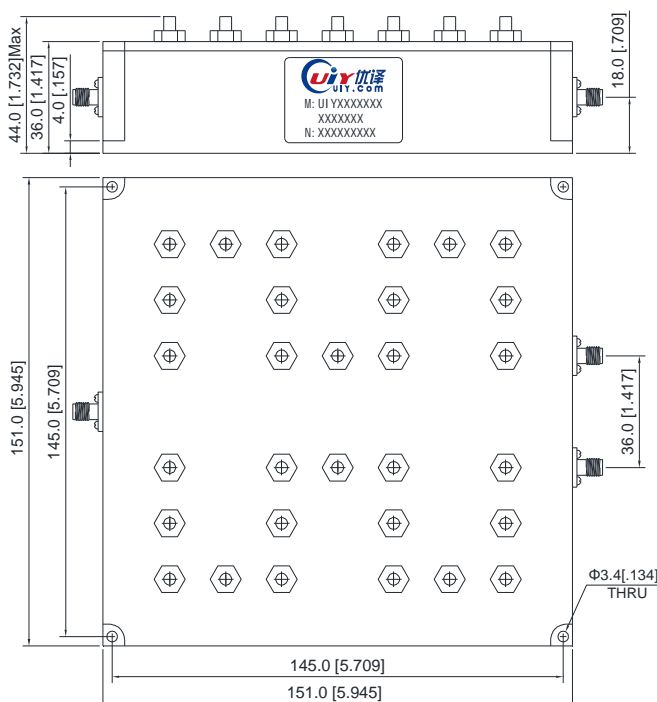 44.0 [1.732]Max
36.0 [1.417]
4.0 [.157]
18.0 [.709]
UiY优译
UIY.com
M: UI YXXXXXXX
XXXXXXX
N: XXXXXXXXX
151.0 [5.945]
145.0 [5.709]
36.0 [1.417]
Φ3.4[.134]
THRU
145.0 [5.709]
151.0 [5.945]